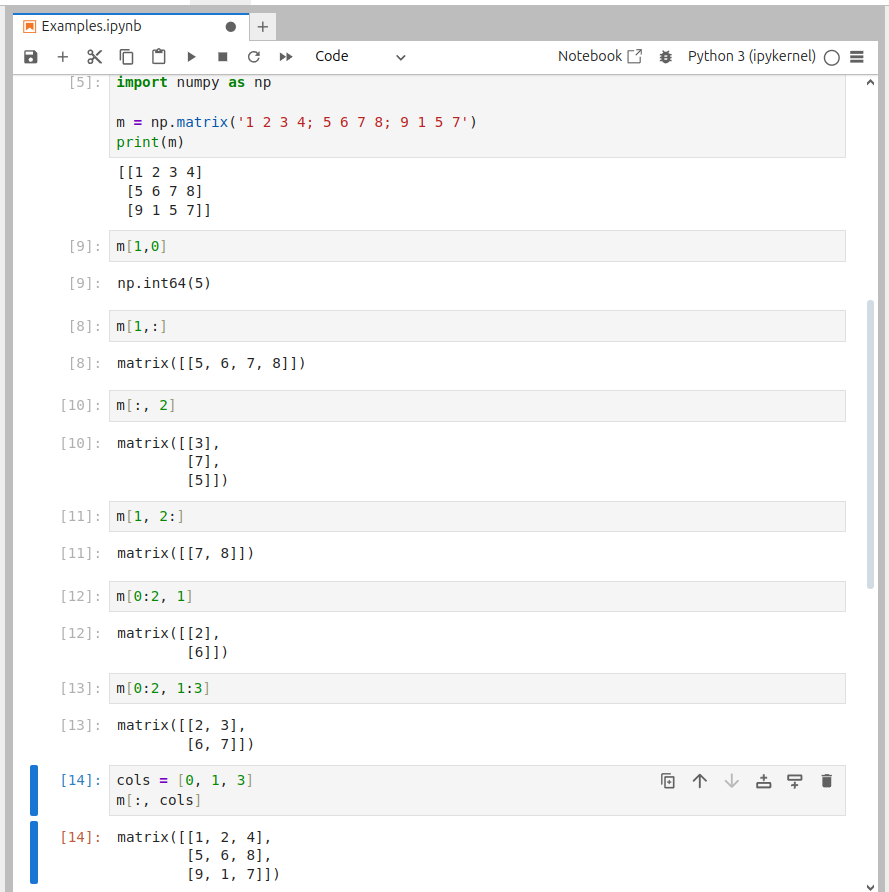 Examples.ipynb
Code
Notebook
Python 3 (ipykernel)
[5]: import numpy as np
m = np.matrix('1 2 3 4; 5 6 7 8; 9 1 5 7')
print(m)
[[1 2 3 4]
[5 6 7 8]
[9 1 5 7]]
[9]: m[1,0]
[9]: np.int64(5)
[8]: m[1,:]
[8]: matrix([[5, 6, 7, 8]])
[10]: m[:, 2]
[10]: matrix([[3],
[7],
[5]])
[11]: m[1, 2:]
[11]: matrix([[7, 8]])
[12]: m[0:2, 1]
[12]: matrix([[2],
[6]])
[13]: m[0:2, 1:3]
[13]: matrix([[2, 3],
[6, 7]])
[14]: cols = [0, 1, 3]
m[:, cols]
[14]: matrix([[1, 2, 4],
[5, 6, 8],
[9, 1, 7]])